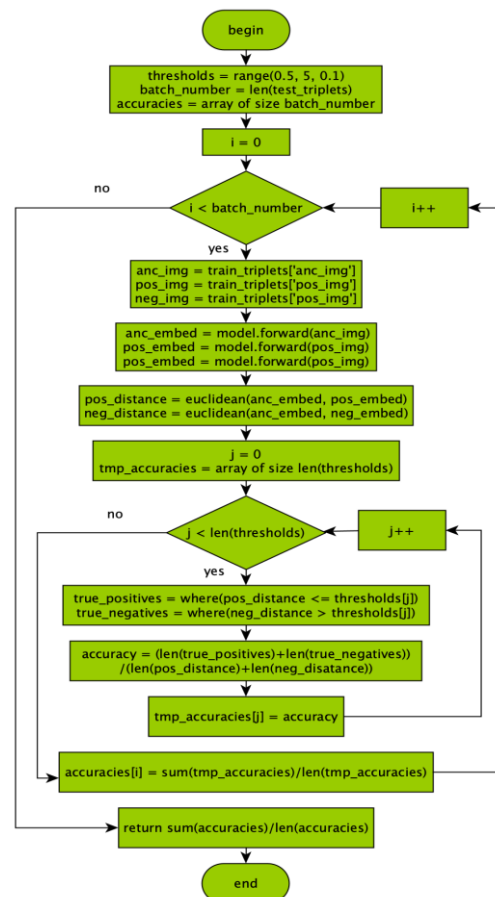 begin
thresholds = range(0.5, 5, 0.1)
batch_number = len(test_triplets)
accuracies = array of size batch_number
i = 0
no
i < batch_number
i++
yes
anc_img = train_triplets['anc_img']
pos_img = train_triplets['pos_img']
neg_img = train_triplets['pos_img']
anc_embed = model.forward(anc_img)
pos_embed = model.forward(pos_img)
pos_embed = model.forward(pos_img)
pos_distance = euclidean(anc_embed, pos_embed)
neg_distance = euclidean(anc_embed, neg_embed)
j = 0
tmp_accuracies = array of size len(thresholds)
no
j < len(thresholds)
j++
yes
true_positives = where(pos_distance <= thresholds[j])
true_negatives = where(neg_distance > thresholds[j])
accuracy = (len(true_positives)+len(true_negatives))
/(len(pos_distance)+len(neg_disatance))
tmp_accuracies[j] = accuracy
accuracies[i] = sum(tmp_accuracies)/len(tmp_accuracies)
return sum(accuracies)/len(accuracies)
end